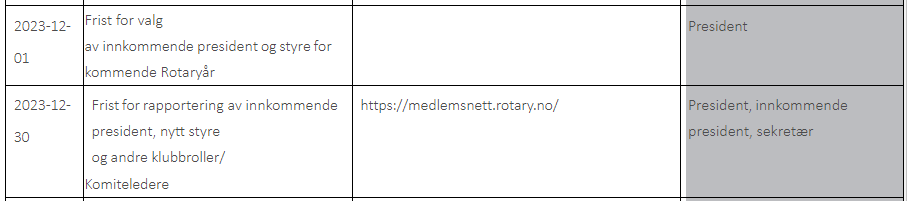 2023-12-
01
Frist for valg
av innkommende president og styre for
kommende Rotaryår
President
2023-12-
30
Frist for rapportering av innkommende
president, nytt styre
og andre klubbroller/
Komiteledere
https://medlemsnett.rotary.no/
President, innkommende
president, sekretær